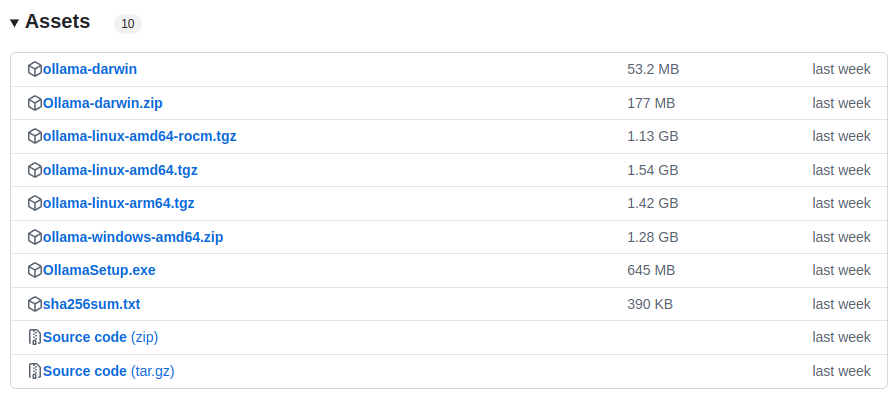 Assets 10
ollama-darwin 53.2 MB last week
Ollama-darwin.zip 177 MB last week
ollama-linux-amd64-rocm.tgz 1.13 GB last week
ollama-linux-amd64.tgz 1.54 GB last week
ollama-linux-arm64.tgz 1.42 GB last week
ollama-windows-amd64.zip 1.28 GB last week
OllamaSetup.exe 645 MB last week
sha256sum.txt 390 KB last week
Source code (zip) last week
Source code (tar.gz) last week